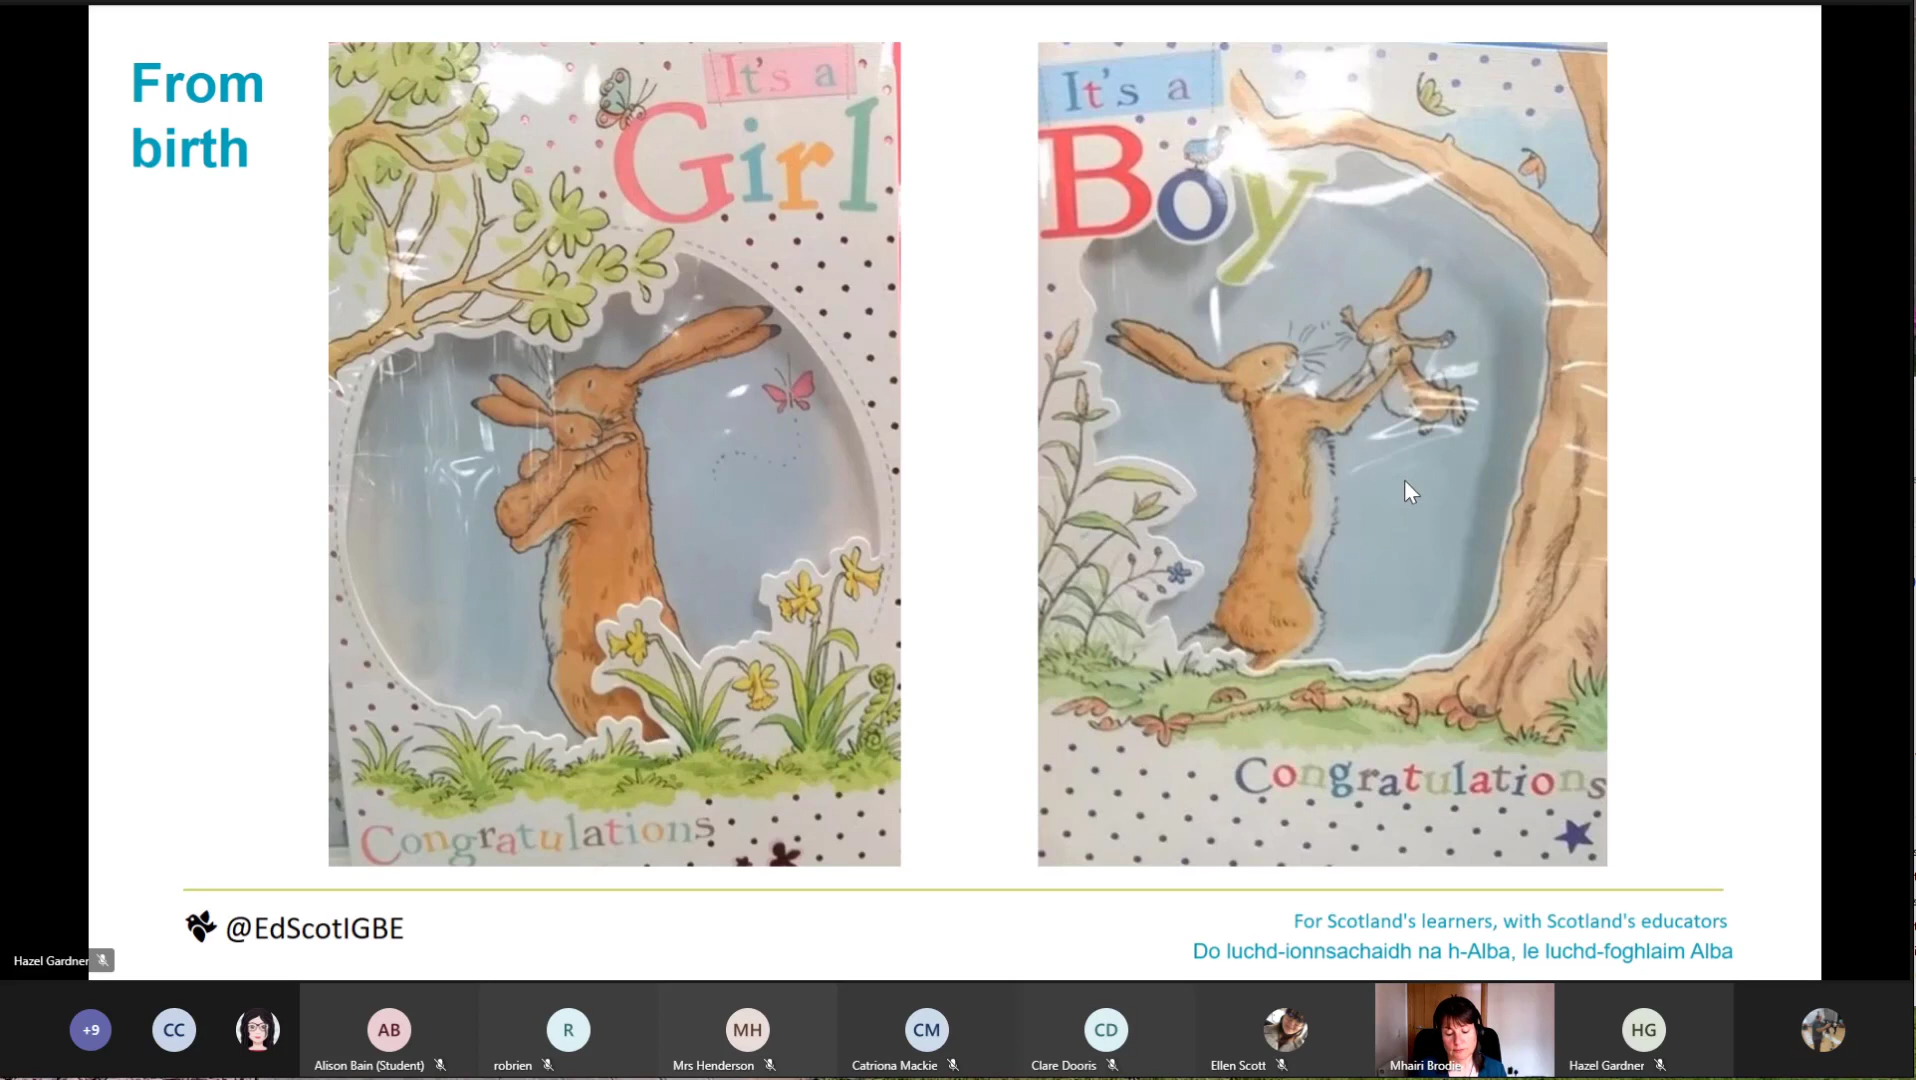 From
birth
It's a
Girl
Congratulations
It's a
Boy
Congratulations
@EdScotIGBE
For Scotland's learners, with Scotland's educators
Do luchd-ionnsachaidh na h-Alba, le luchd-foghlaim Alba
Hazel Gardner
+9
CC
AB
R
MH
CM
CD
HG
Alison Bain (Student)
robrien
Mrs Henderson
Catriona Mackie
Clare Dooris
Ellen Scott
Mhairi Brodie
Hazel Gardner